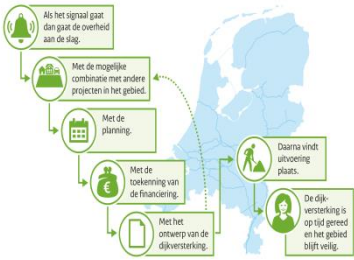 Als het signaal gaat
dan gaat de overheid
aan de slag.
Met de mogelijke
combinatie met andere
projecten in het gebied.
Met de
planning.
Met de
toekenning van
de financiering.
€
Met het
ontwerp van de
dijkversterking.
Daarna vindt
uitvoering
plaats.
De dijk-
versterking is
op tijd gereed
en het gebied
blijft veilig.